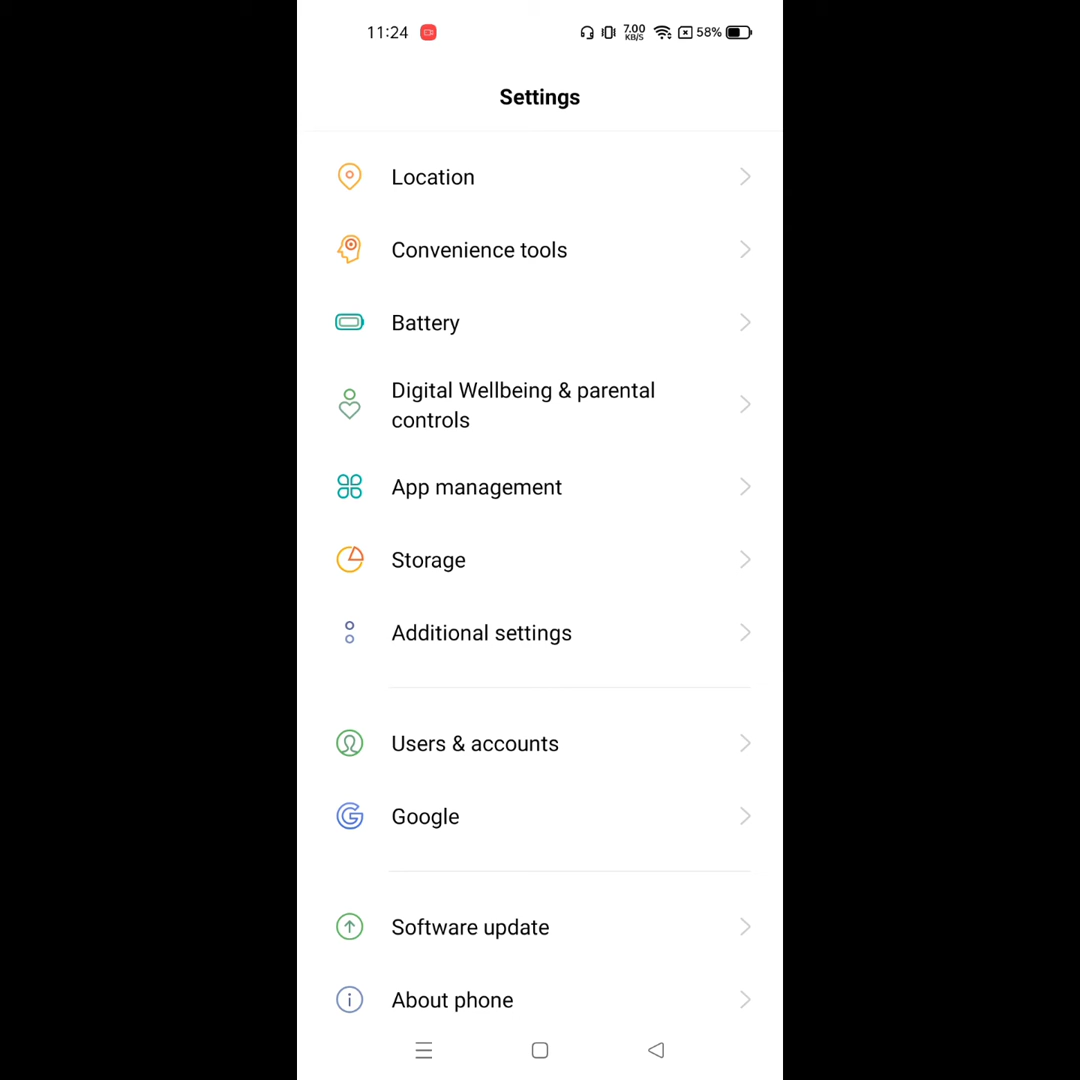 11:24 7.00 KB/S 58%
Settings
Location
Convenience tools
Battery
Digital Wellbeing & parental
controls
App management
Storage
Additional settings
Users & accounts
Google
Software update
About phone